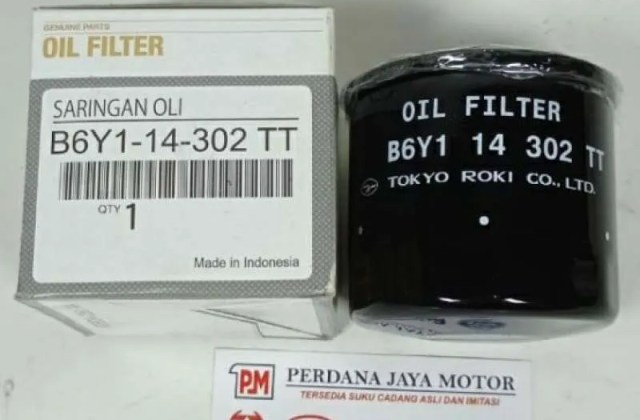 GENUINE PARTS
OIL FILTER
SARINGAN OLI
B6Y1-14-302 TT
QTY 1
Made in Indonesia
OIL FILTER
B6Y1 14 302 TT
TOKYO ROKI CO., LTD.
PJM PERDANA JAYA MOTOR
TERSEDIA SUKU CADANG ASLI DAN IMITASI